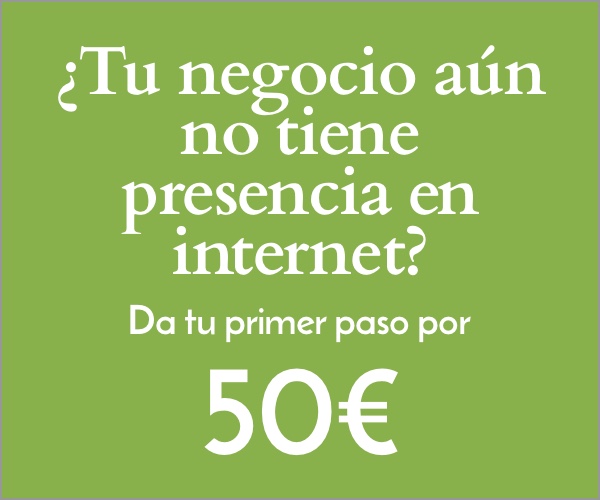 ¿Tu negocio aún
no tiene
presencia en
internet?
Da tu primer paso por
50€